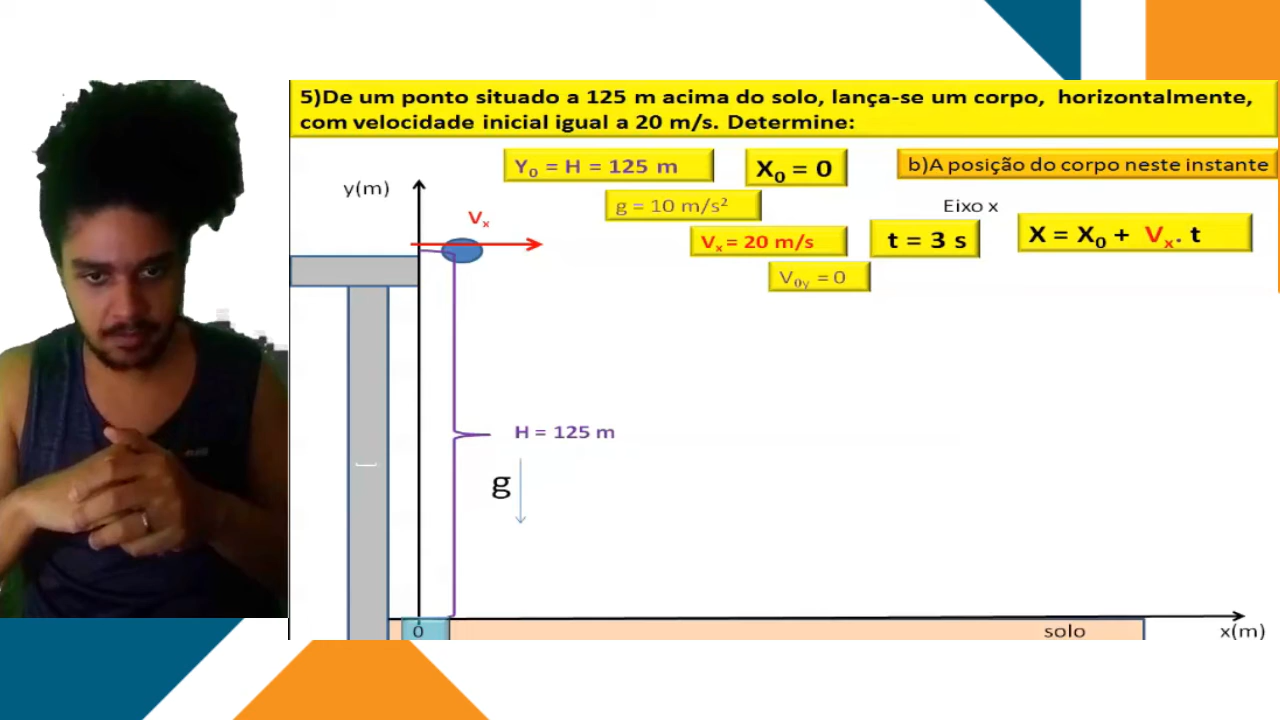 5)De um ponto situado a 125 m acima do solo, lança-se um corpo, horizontalmente,
com velocidade inicial igual a 20 m/s. Determine:
Y₀ = H = 125 m
X₀ = 0
b)A posição do corpo neste instante
y(m)
g = 10 m/s²
Eixo x
Vₓ
Vₓ = 20 m/s
t = 3 s
X = X₀ + Vₓ. t
V₀ᵧ = 0
H = 125 m
g
0
solo
x(m)